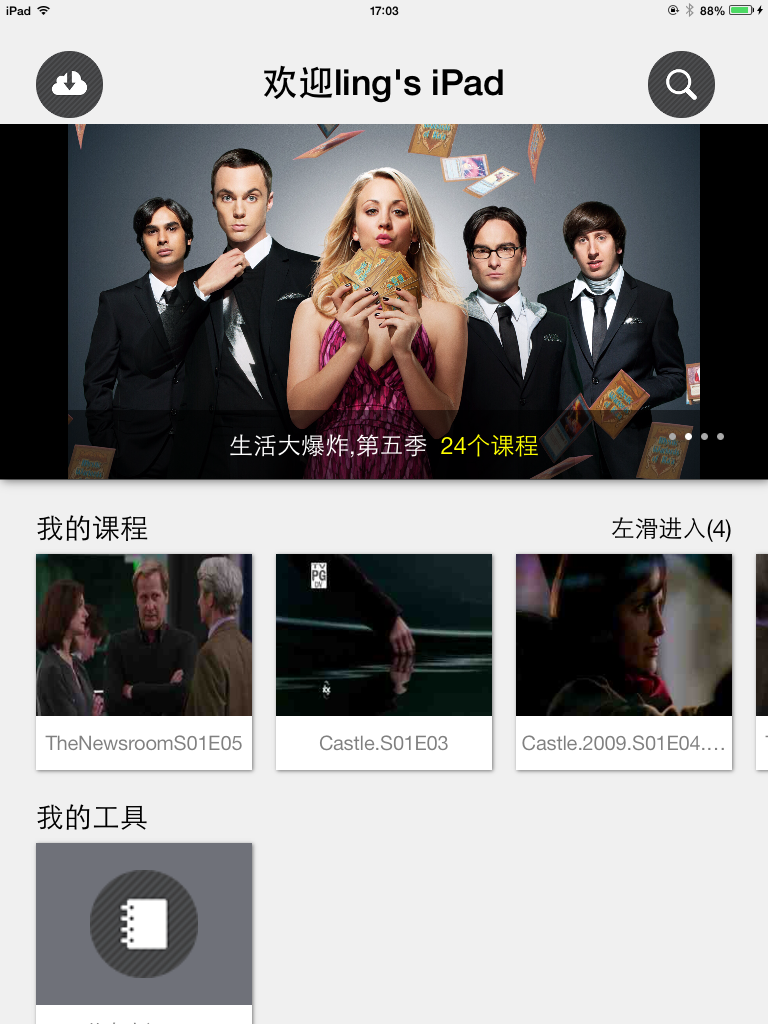 iPad 17:03 88%
欢迎ling's iPad
生活大爆炸,第五季 24个课程
我的课程 左滑进入(4)
TV
PG
DV
TheNewsroomS01E05 Castle.S01E03 Castle.2009.S01E04.…
我的工具